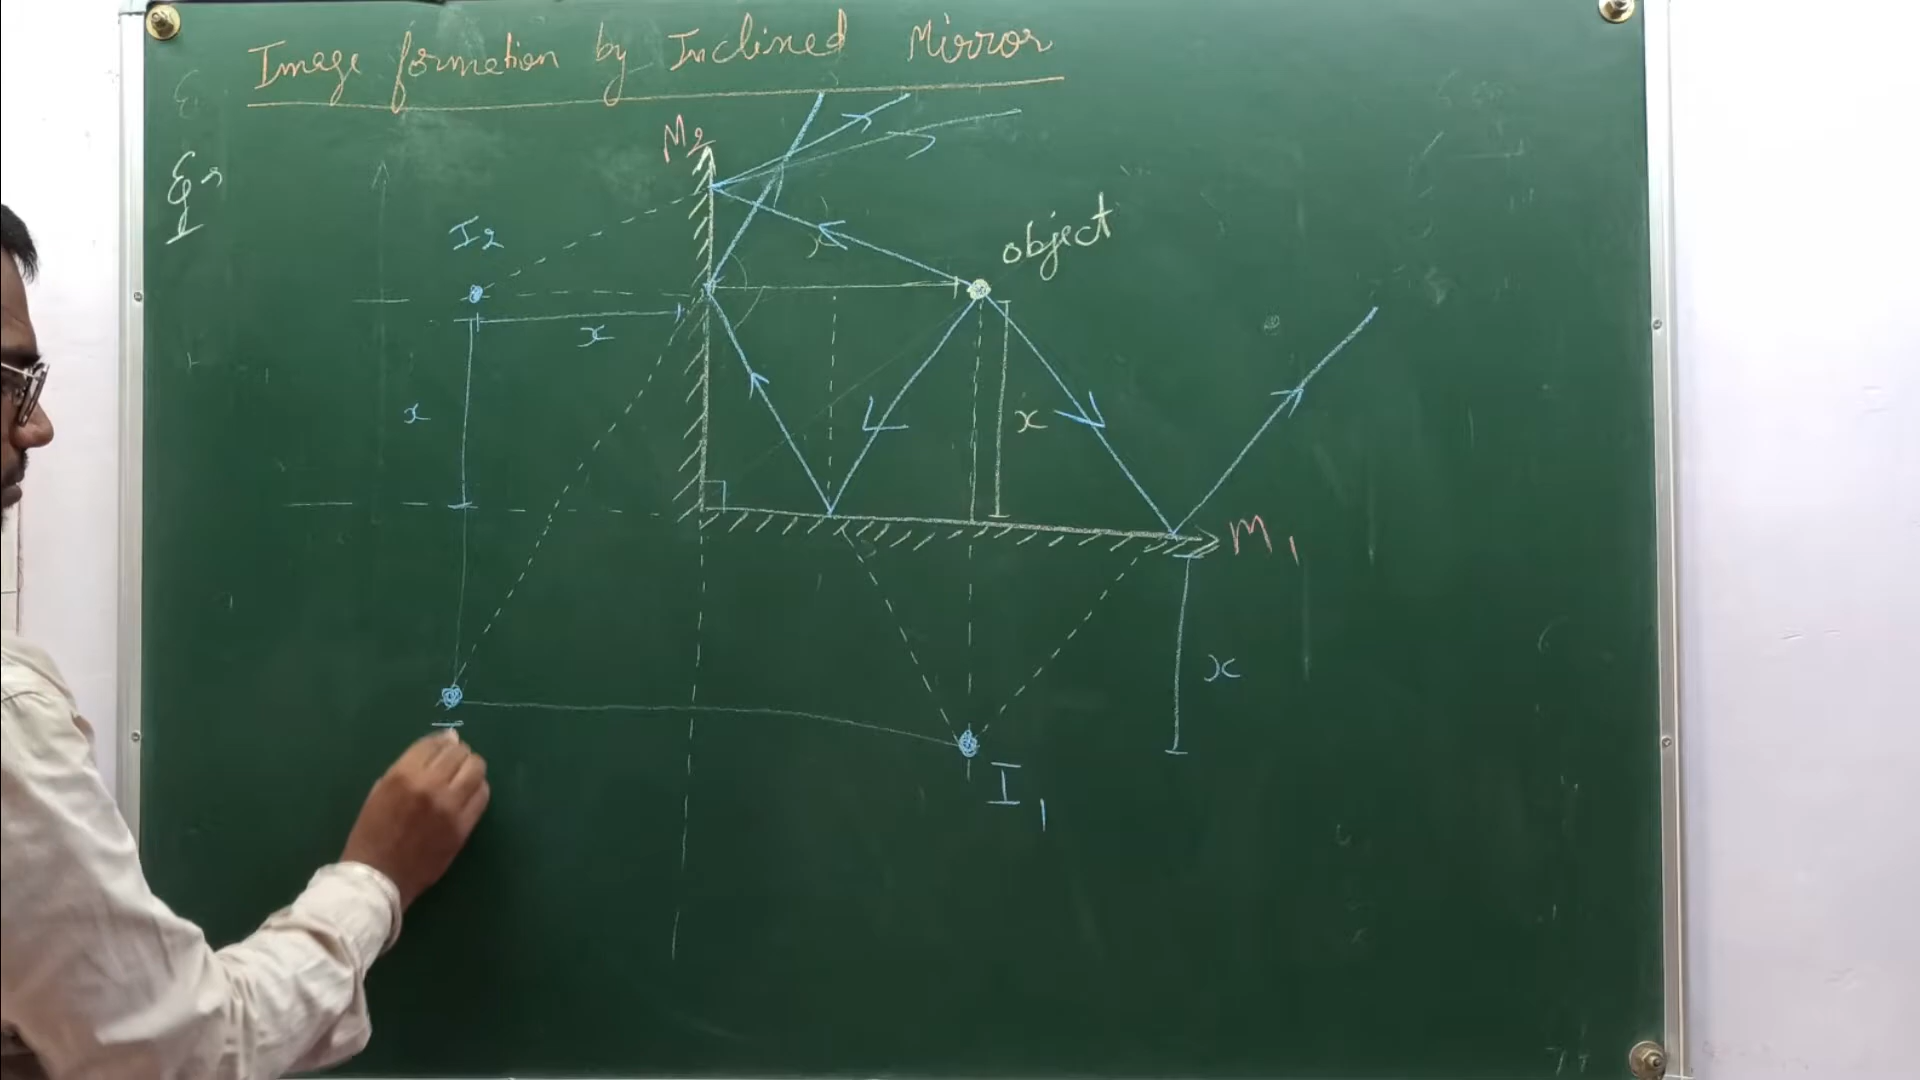 Image formation by Inclined Mirror
M2
Eg
I2
object
x
x
x
x
x
M1
I1
I